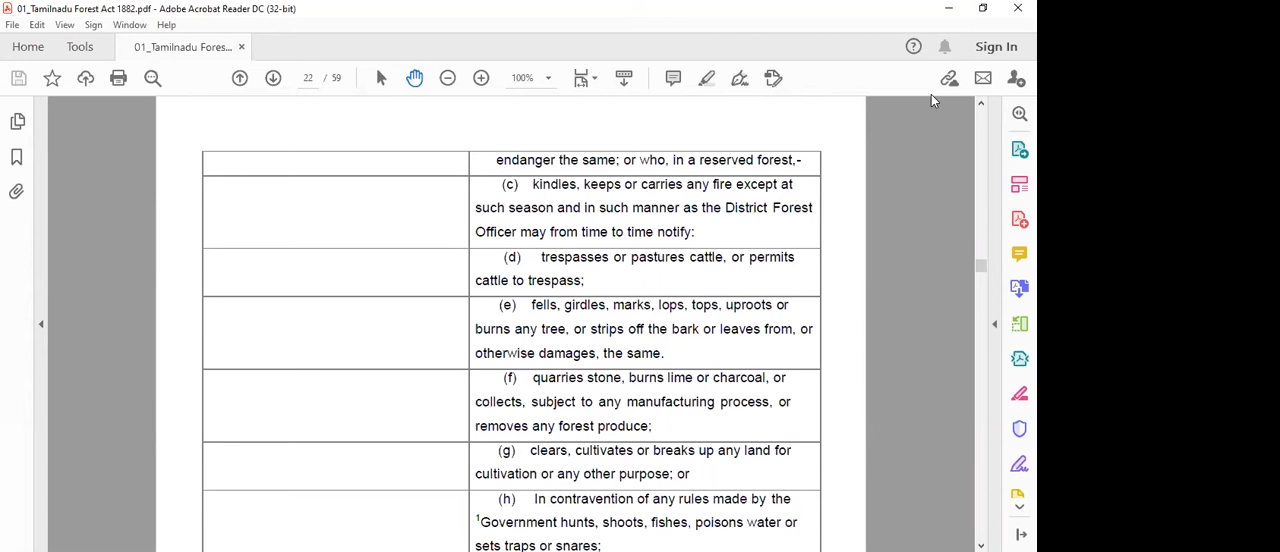 01_Tamilnadu Forest Act 1882.pdf - Adobe Acrobat Reader DC (32-bit)
File Edit View Sign Window Help
Home Tools 01_Tamilnadu Fores... × Sign In
22 / 59 100%
endanger the same; or who, in a reserved forest,-
(c) kindles, keeps or carries any fire except at
such season and in such manner as the District Forest
Officer may from time to time notify:
(d) trespasses or pastures cattle, or permits
cattle to trespass;
(e) fells, girdles, marks, lops, tops, uproots or
burns any tree, or strips off the bark or leaves from, or
otherwise damages, the same.
(f) quarries stone, burns lime or charcoal, or
collects, subject to any manufacturing process, or
removes any forest produce;
(g) clears, cultivates or breaks up any land for
cultivation or any other purpose; or
(h) In contravention of any rules made by the
¹Government hunts, shoots, fishes, poisons water or
sets traps or snares;